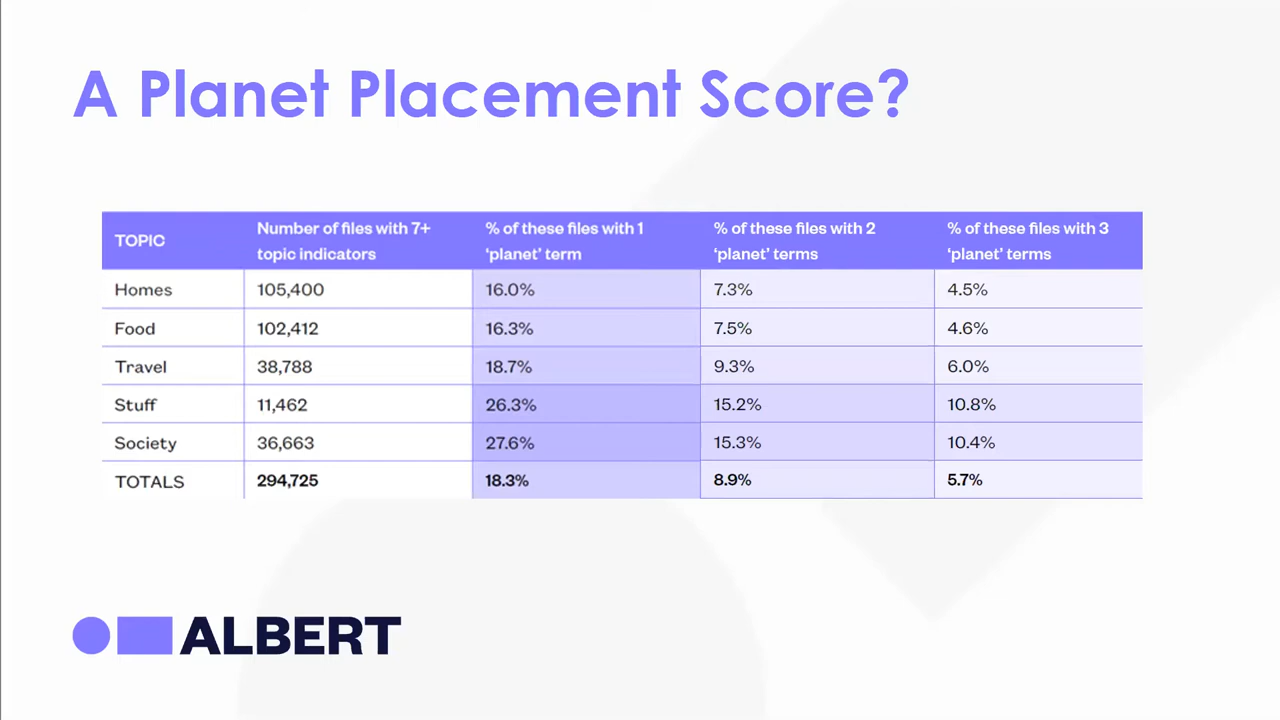 A Planet Placement Score?
TOPIC Number of files with 7+ topic indicators % of these files with 1 'planet' term % of these files with 2 'planet' terms % of these files with 3 'planet' terms
Homes 105,400 16.0% 7.3% 4.5%
Food 102,412 16.3% 7.5% 4.6%
Travel 38,788 18.7% 9.3% 6.0%
Stuff 11,462 26.3% 15.2% 10.8%
Society 36,663 27.6% 15.3% 10.4%
TOTALS 294,725 18.3% 8.9% 5.7%
ALBERT